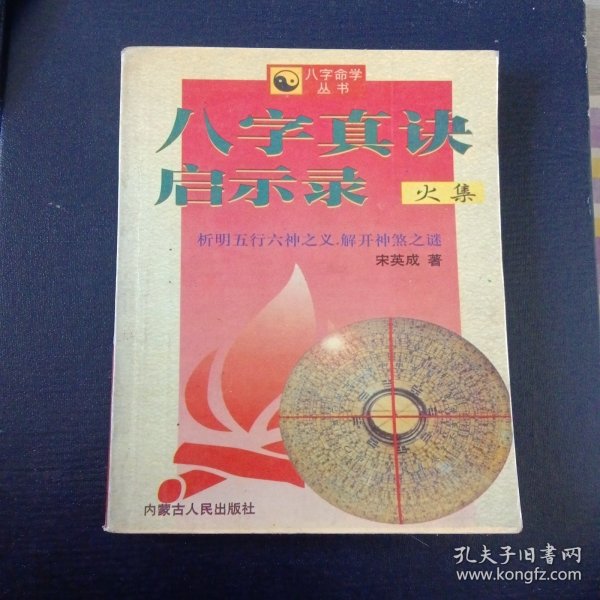 八字命学
丛书
八字真诀
启示录
火集
析明五行六神之义.解开神煞之谜
宋英成 著
内蒙古人民出版社
孔夫子旧书网
www.kongfz.com